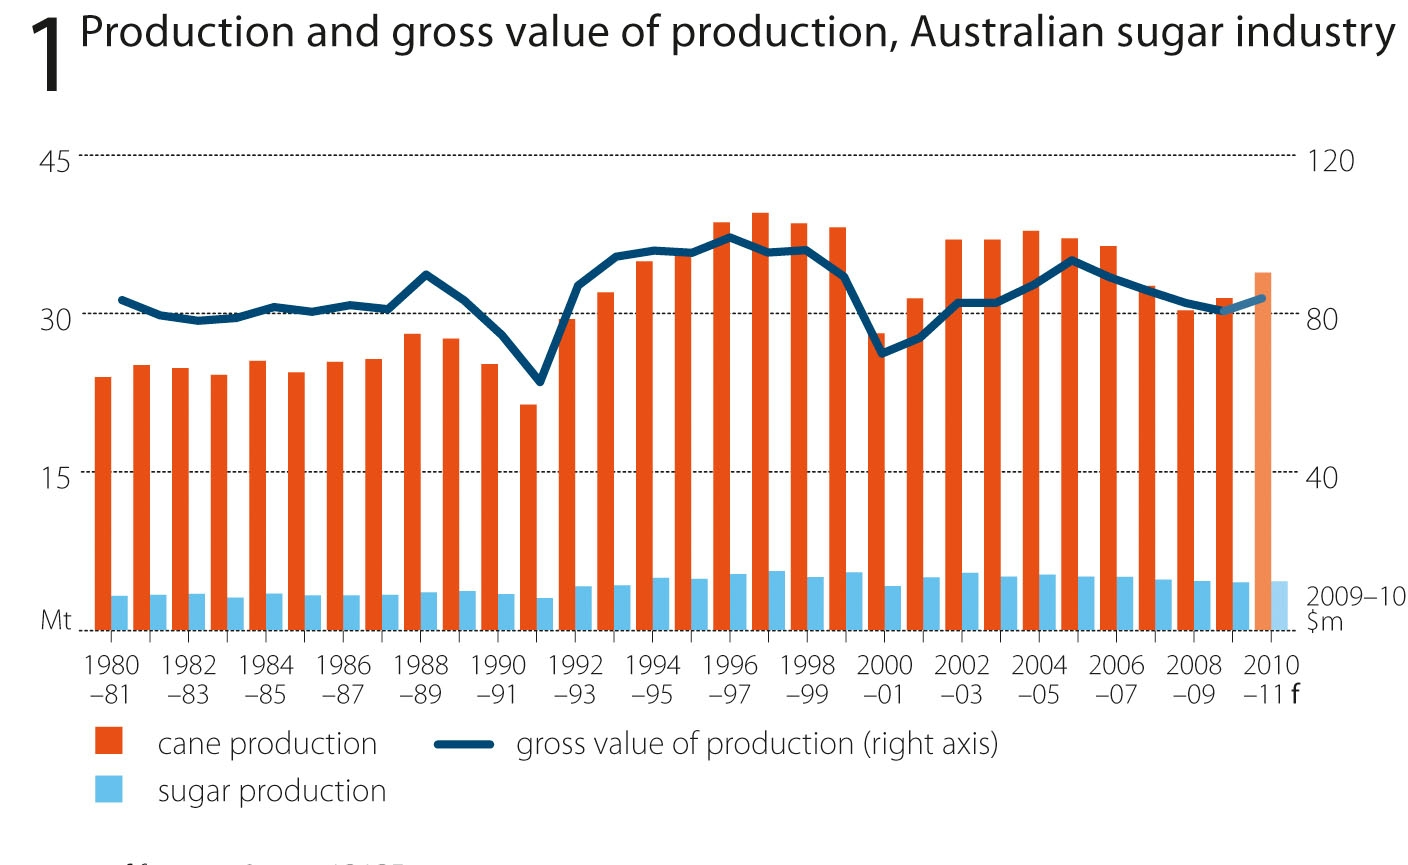 1 Production and gross value of production, Australian sugar industry
45 120
30 80
15 40
Mt 2009–10
$m
1980 1982 1984 1986 1988 1990 1992 1994 1996 1998 2000 2002 2004 2006 2008 2010
–81 –83 –85 –87 –89 –91 –93 –95 –97 –99 –01 –03 –05 –07 –09 –11 f
cane production gross value of production (right axis)
sugar production